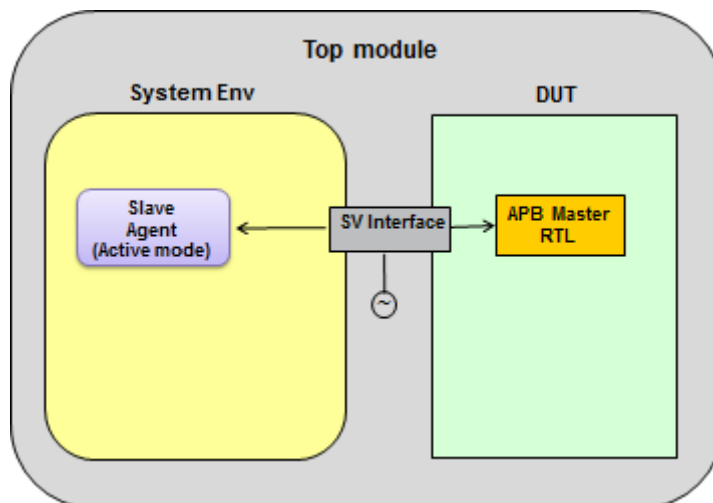 Top module
System Env
DUT
Slave
Agent
(Active mode)
SV Interface
APB Master
RTL
~